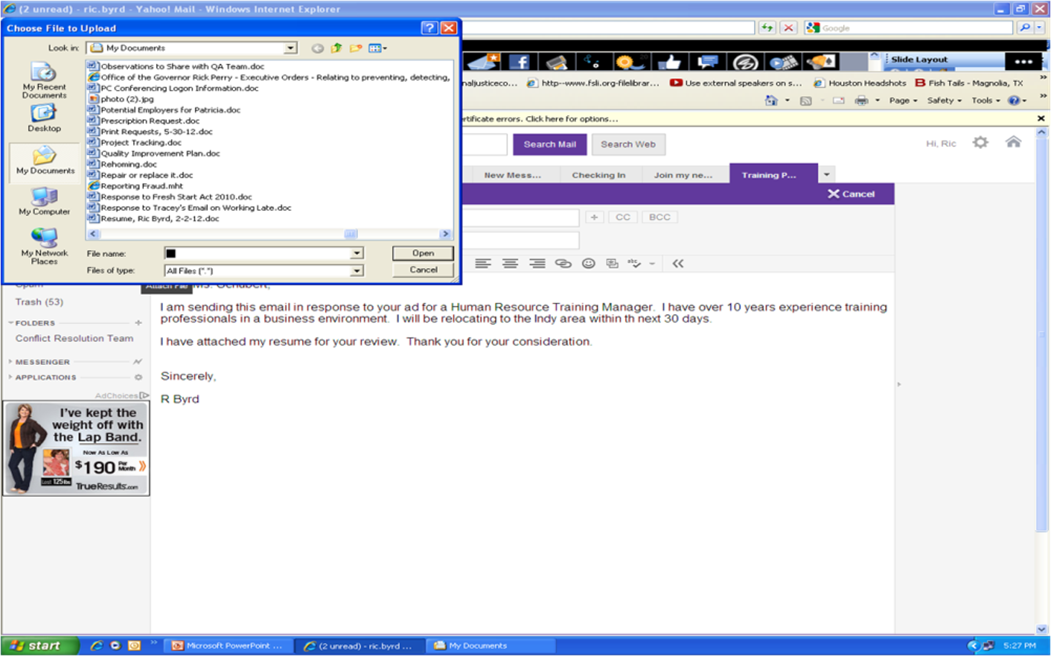 (2 unread) - ric.byrd - Yahoo! Mail - Windows Internet Explorer
Choose File to Upload
Look in:
My Documents
Google
My Recent
Documents
Desktop
My Documents
My Computer
My Network
Places
Observations to Share with QA Team.doc
Office of the Governor Rick Perry - Executive Orders - Relating to preventing, detecting,
PC Conferencing Logon Information.doc
photo (2).jpg
Potential Employers for Patricia.doc
Prescription Request.doc
Print Requests, 5-30-12.doc
Project Tracking.doc
Quality Improvement Plan.doc
Rehoming.doc
Repair or replace it.doc
Reporting Fraud.mht
Response to Fresh Start Act 2010.doc
Response to Tracey's Email on Working Late.doc
Resume, Ric Byrd, 2-2-12.doc
File name:
Open
Files of type:
All Files (*.*)
Cancel
Slide Layout
naljusticeco...
http--www.fsli.org-filelibrar...
Use external speakers on s...
Houston Headshots
Fish Tails - Magnolia, TX
Page
Safety
Tools
rtificate errors. Click here for options...
Search Mail
Search Web
Hi, Ric
New Mess...
Checking In
Join my ne...
Training P...
Cancel
+ CC BCC
Attach File
Spam
Trash (53)
FOLDERS
Conflict Resolution Team
MESSENGER
APPLICATIONS
AdChoices
I've kept the
weight off with
the Lap Band.
Now As Low As
$190 Per Month
Lost 125 lbs
TrueResults.com
I am sending this email in response to your ad for a Human Resource Training Manager. I have over 10 years experience training
professionals in a business environment. I will be relocating to the Indy area within th next 30 days.
I have attached my resume for your review. Thank you for your consideration.
Sincerely,
R Byrd
start
Microsoft PowerPoint ...
(2 unread) - ric.byrd ...
My Documents
5:27 PM